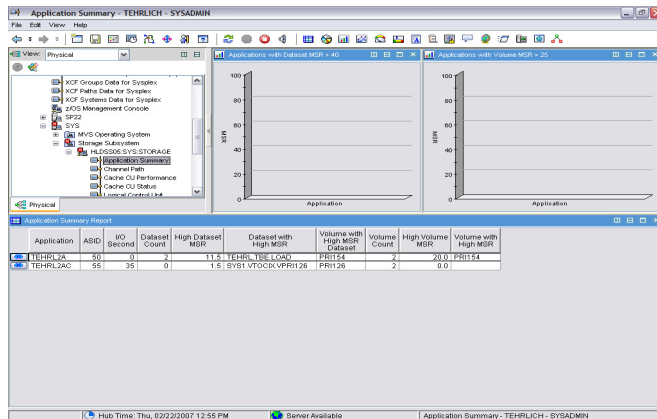 Application Summary - TEHRLICH - SYSADMIN
File Edit View Help
View: Physical
XCF Groups Data for Sysplex
XCF Paths Data for Sysplex
XCF Systems Data for Sysplex
z/OS Management Console
SP22
SYS
MVS Operating System
Storage Subsystem
HLDSS05:SYS:STORAGE
Application Summary
Channel Path
Cache CU Performance
Cache CU Status
Logical Control Unit
Physical
Applications with Dataset MSR > 40
100
80
60
40
20
0
MSR
Application
Applications with Volume MSR > 25
100
80
60
40
20
0
MSR
Application
Application Summary Report
Application ASID I/O Second Dataset Count High Dataset MSR Dataset with High MSR Volume with High MSR Dataset Volume Count High Volume MSR Volume with High MSR
TEHRL2A 50 0 2 11.5 TEHRL.TBE.LOAD PRI154 2 20.0 PRI154
TEHRL2AC 55 35 0 1.5 SYS1.VTOCIX.VPRI126 PRI126 2 0.0
Hub Time: Thu, 02/22/2007 12:55 PM
Server Available
Application Summary - TEHRLICH - SYSADMIN